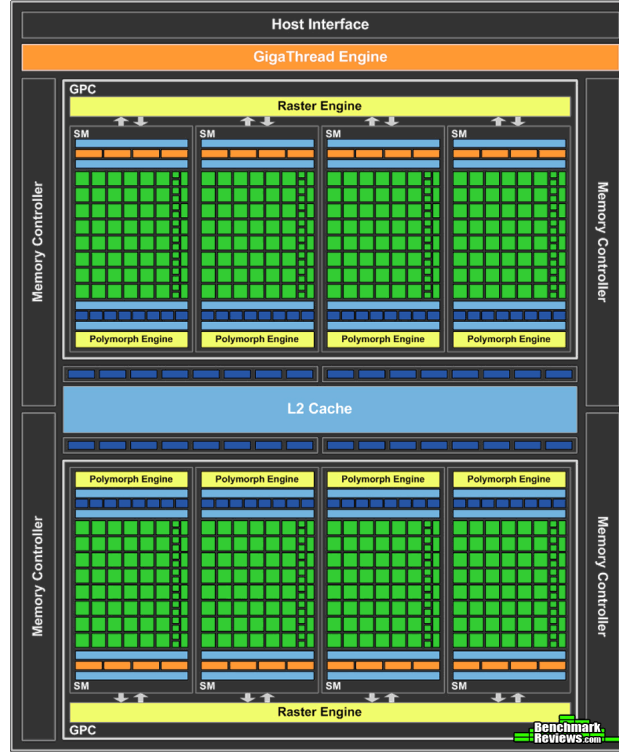 Host Interface
GigaThread Engine
GPC
Raster Engine
SM SM SM SM
Memory Controller
Memory Controller
Polymorph Engine Polymorph Engine Polymorph Engine Polymorph Engine
L2 Cache
Polymorph Engine Polymorph Engine Polymorph Engine Polymorph Engine
Memory Controller
Memory Controller
SM SM SM SM
Raster Engine
GPC
Benchmark
Reviews.com